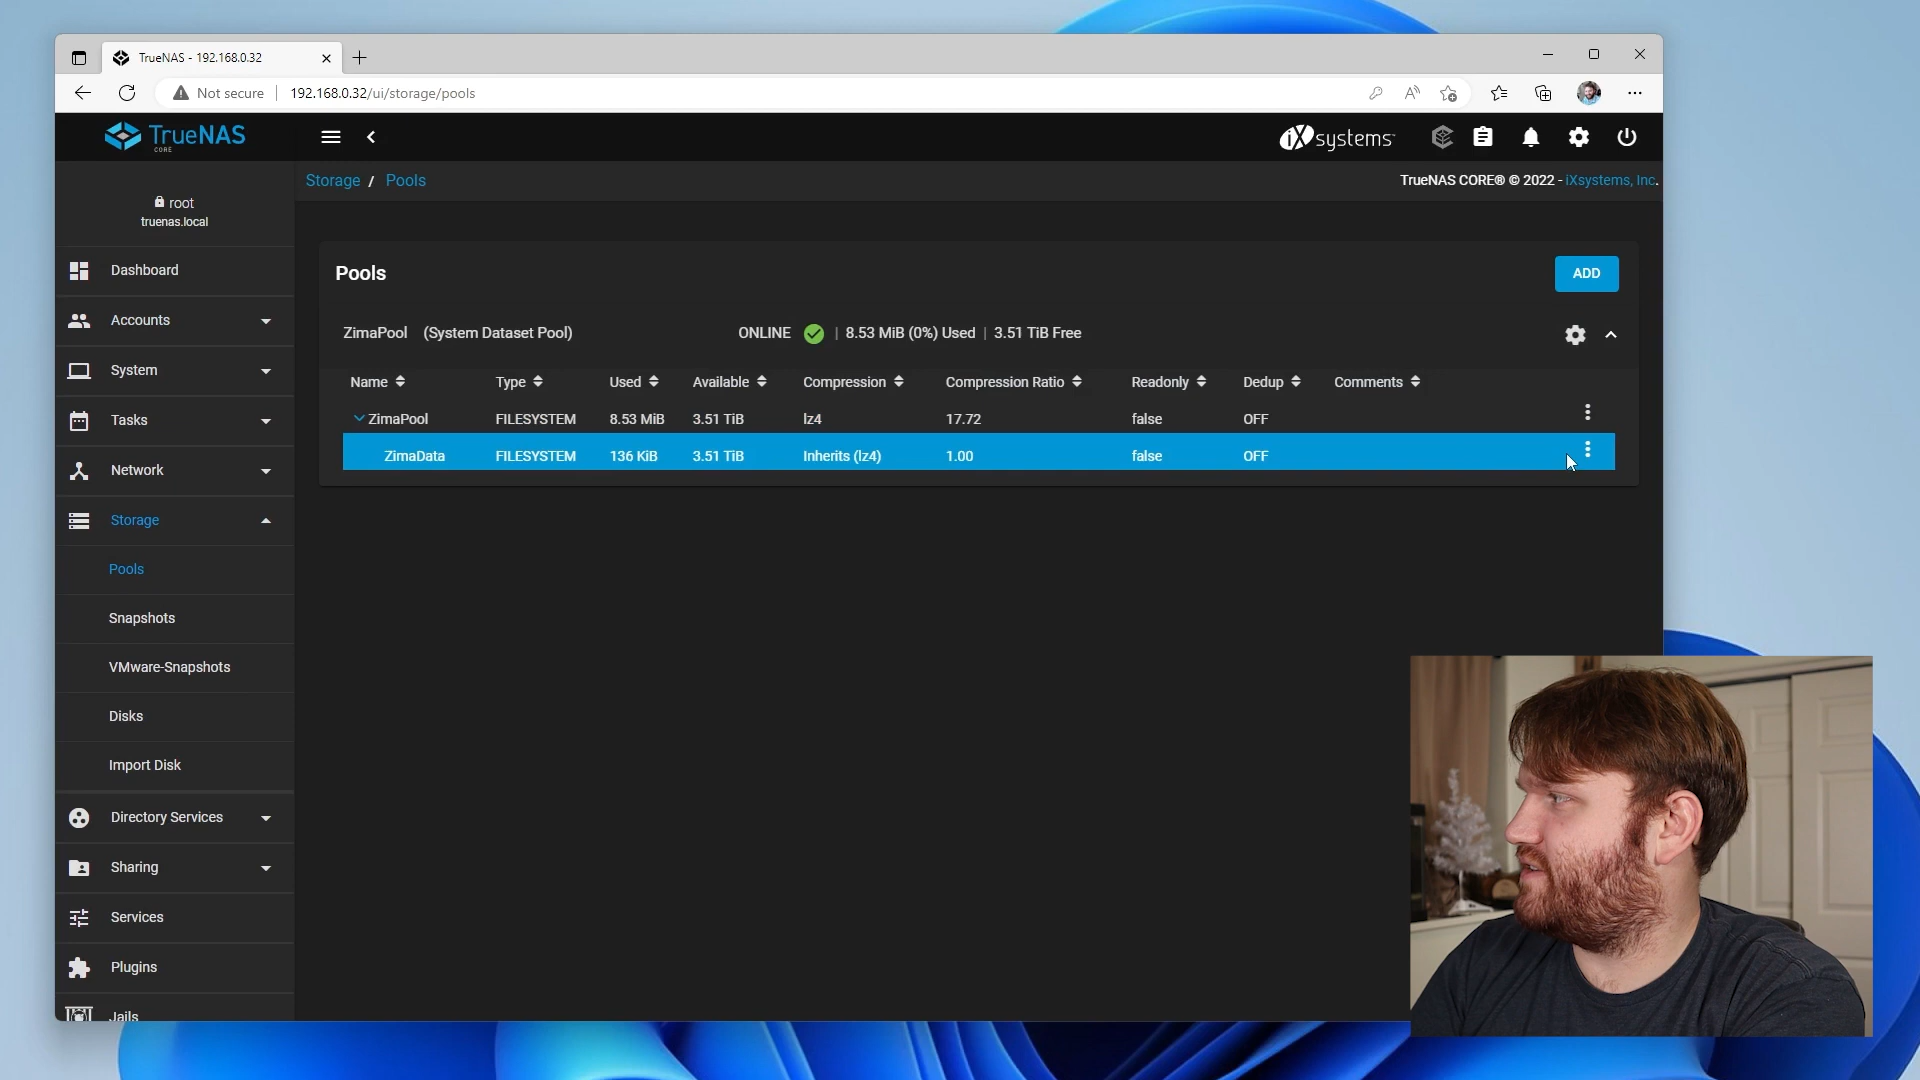 TrueNAS - 192.168.0.32
Not secure
192.168.0.32/ui/storage/pools
TrueNAS
CORE
iXsystems
Storage / Pools
TrueNAS CORE® © 2022 - iXsystems, Inc.
root
truenas.local
Dashboard
Accounts
System
Tasks
Network
Storage
Pools
Snapshots
VMware-Snapshots
Disks
Import Disk
Directory Services
Sharing
Services
Plugins
Jails
Pools
ADD
ZimaPool (System Dataset Pool) ONLINE | 8.53 MiB (0%) Used | 3.51 TiB Free
Name Type Used Available Compression Compression Ratio Readonly Dedup Comments
ZimaPool FILESYSTEM 8.53 MiB 3.51 TiB lz4 17.72 false OFF
ZimaData FILESYSTEM 136 KiB 3.51 TiB Inherits (lz4) 1.00 false OFF